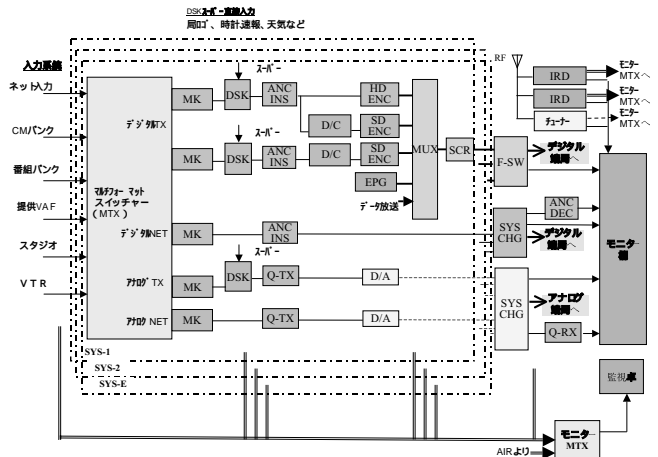 DSKスーパー直線入力
局ロゴ、時計,速報、天気など
入力系統
ネット入力
CMバンク
番組バンク
提供VAF
スタジオ
VTR
マルチフォーマット
スイッチャー
(MTX)
デジタルTX
デジタルNET
アナログTX
アナログNET
MK
MK
MK
MK
MK
スーパー
DSK
スーパー
DSK
スーパー
DSK
ANC
INS
ANC
INS
ANC
INS
Q-TX
Q-TX
D/C
D/C
HD
ENC
SD
ENC
SD
ENC
EPG
データ放送
D/A
D/A
MUX
SCR
F-SW
デジタル
送へ
SYS
CHG
ANC
DEC
デジタル
へ
SYS
CHG
アナログ
へ
Q-RX
RF
IRD
IRD
チューナー
モニター
MTXへ
モニター
MTXへ
モニター
MTXへ
モニター
棚
SYS-1
SYS-2
SYS-E
監視卓
モニター
MTX
AIRより